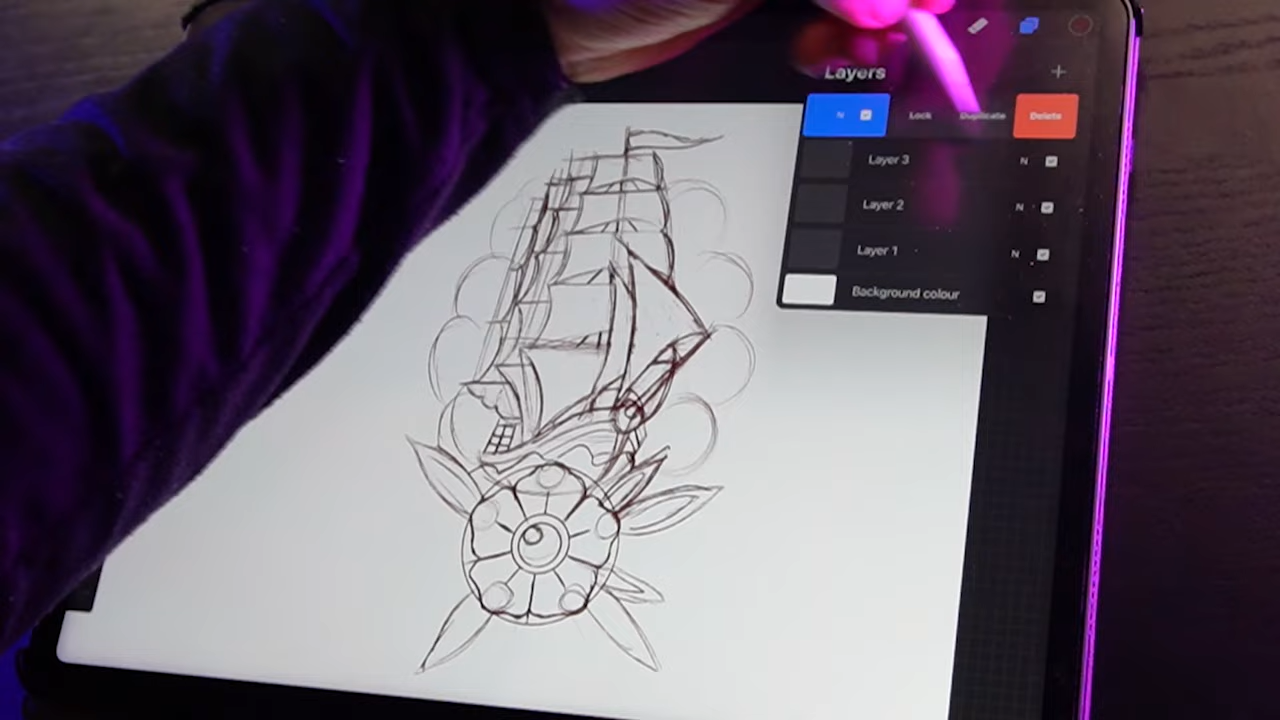 Layers +
N Lock Duplicate Delete
Layer 3 N
Layer 2 N
Layer 1 N
Background colour